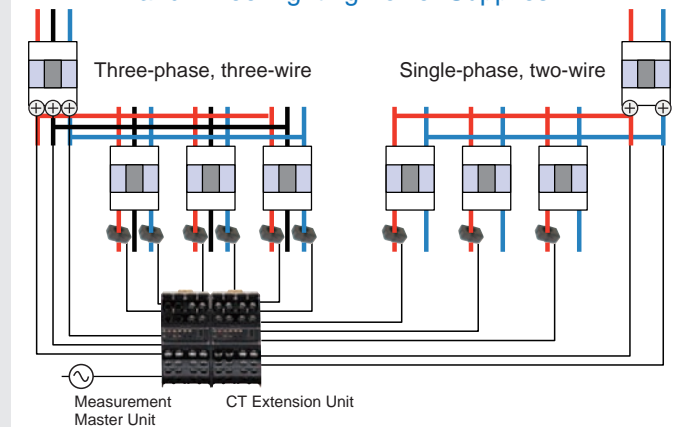 Three-phase, three-wire
Single-phase, two-wire
Measurement
Master Unit
CT Extension Unit